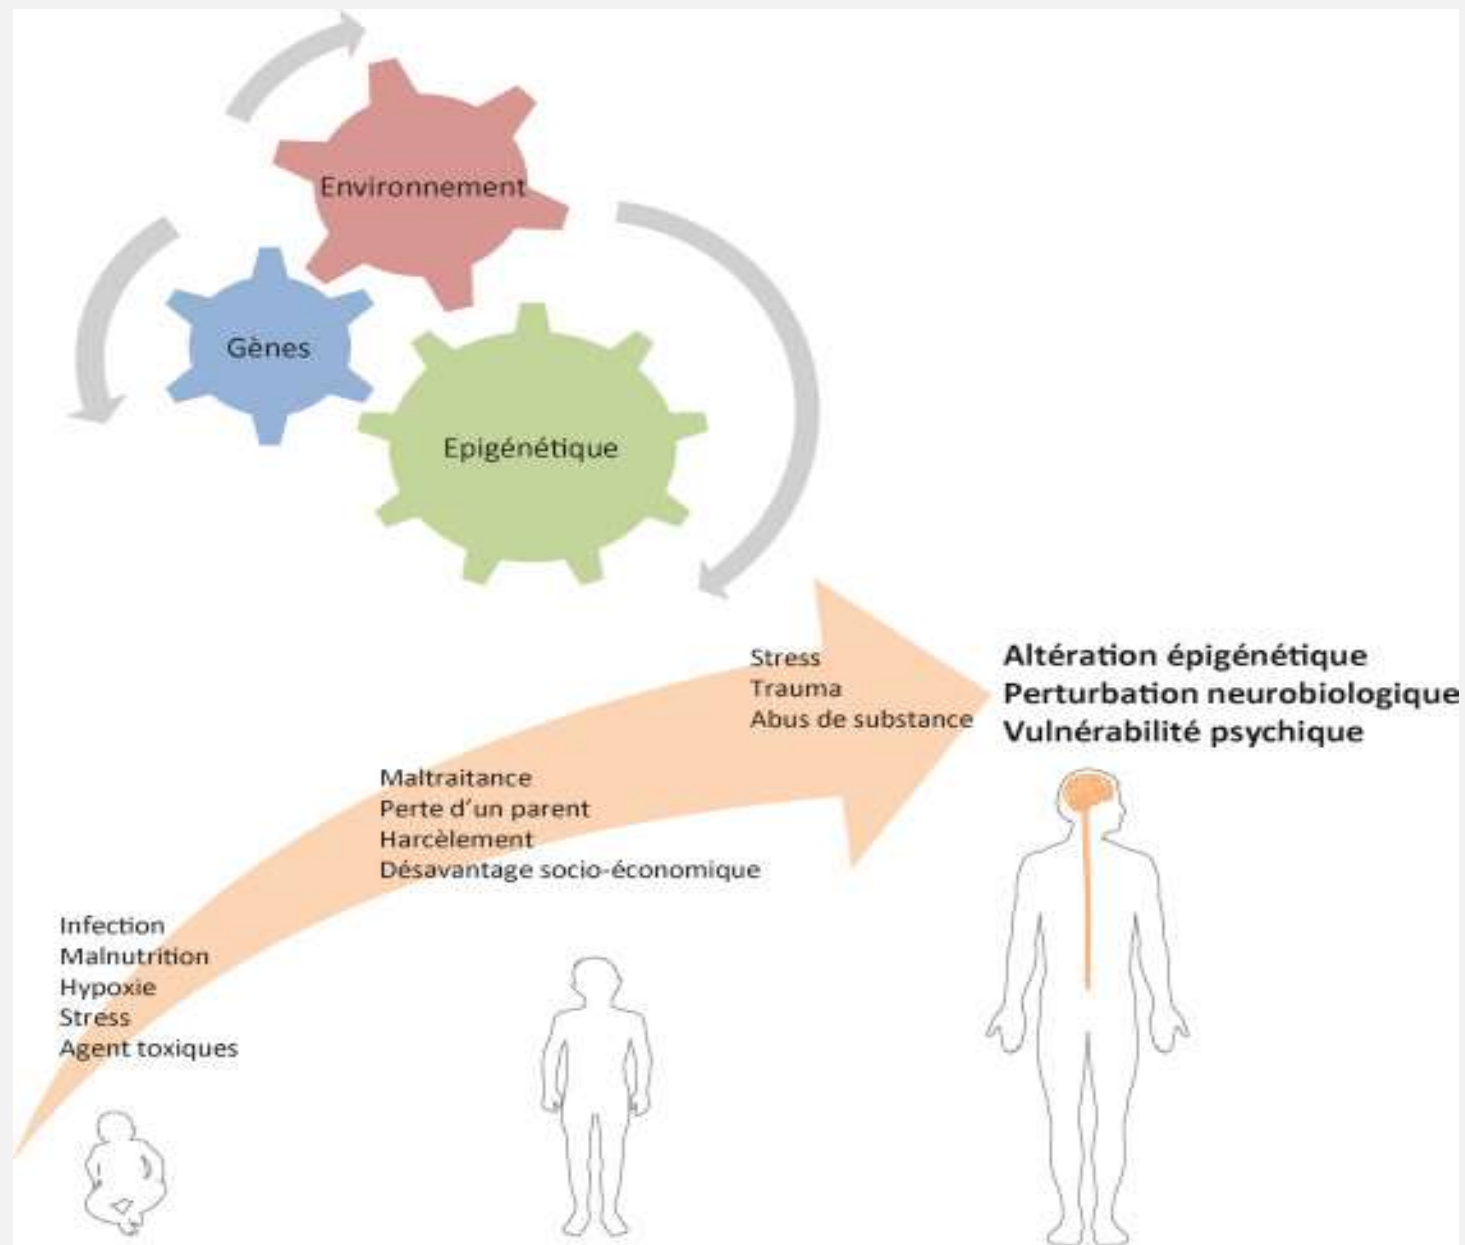 Environnement
Gènes
Epigénétique
Stress
Trauma
Abus de substance
Altération épigénétique
Perturbation neurobiologique
Vulnérabilité psychique
Maltraitance
Perte d’un parent
Harcèlement
Désavantage socio-économique
Infection
Malnutrition
Hypoxie
Stress
Agent toxiques